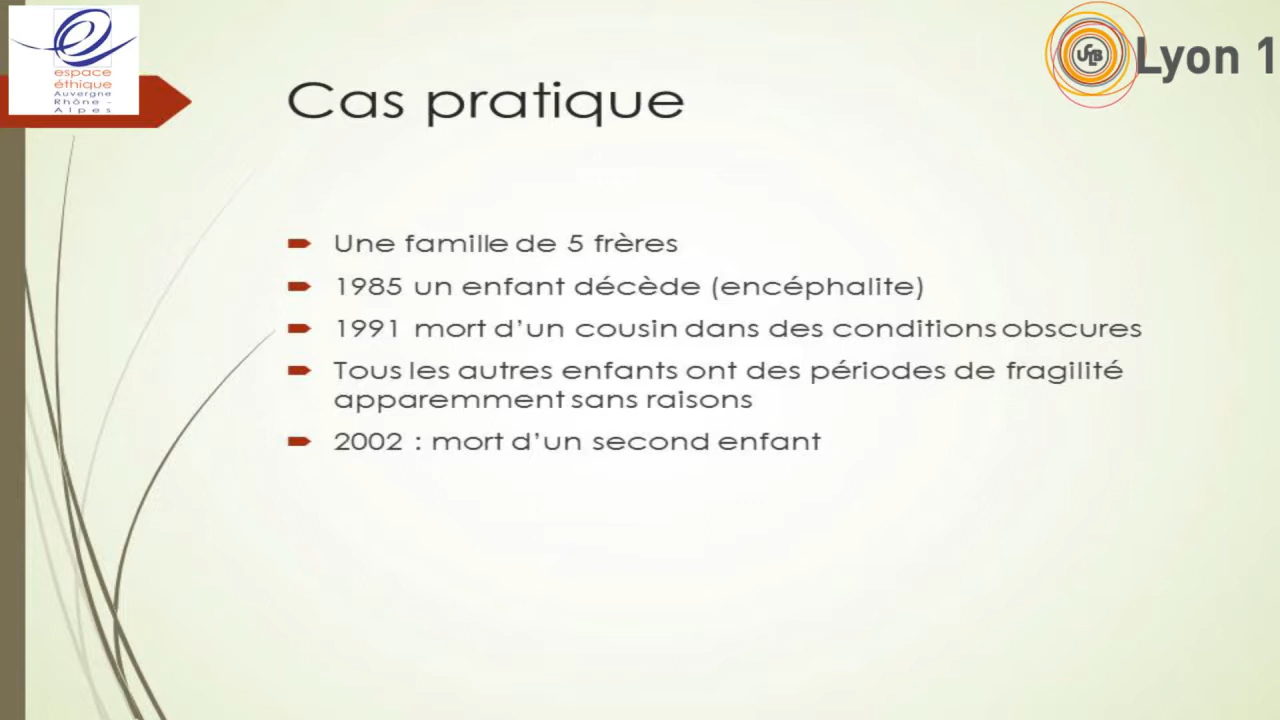 espace
éthique
Auvergne
Rhône -
Alpes
UCLB Lyon 1
Cas pratique
Une famille de 5 frères
1985 un enfant décède (encéphalite)
1991 mort d'un cousin dans des conditions obscures
Tous les autres enfants ont des périodes de fragilité
apparemment sans raisons
2002 : mort d'un second enfant